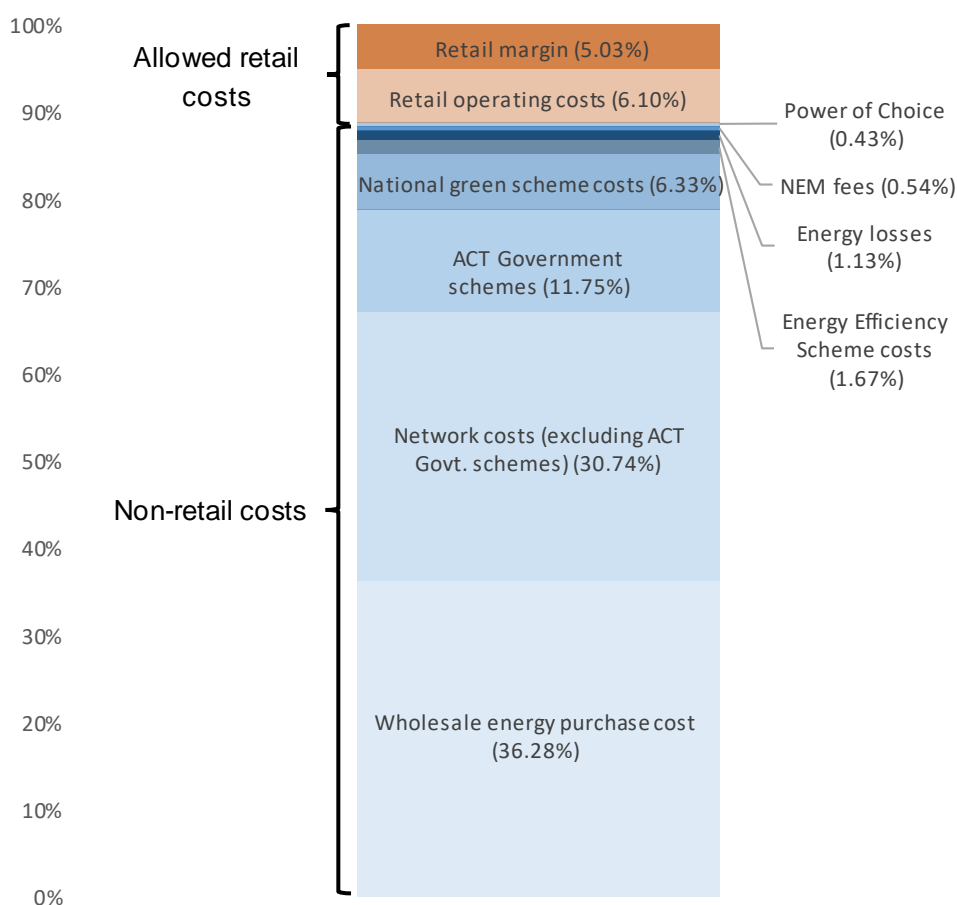 100%
90%
80%
70%
60%
50%
40%
30%
20%
10%
0%
Allowed retail
costs
Non-retail costs
Retail margin (5.03%)
Retail operating costs (6.10%)
National green scheme costs (6.33%)
ACT Government
schemes (11.75%)
Network costs (excluding ACT
Govt. schemes) (30.74%)
Wholesale energy purchase cost
(36.28%)
Power of Choice
(0.43%)
NEM fees (0.54%)
Energy losses
(1.13%)
Energy Efficiency
Scheme costs
(1.67%)